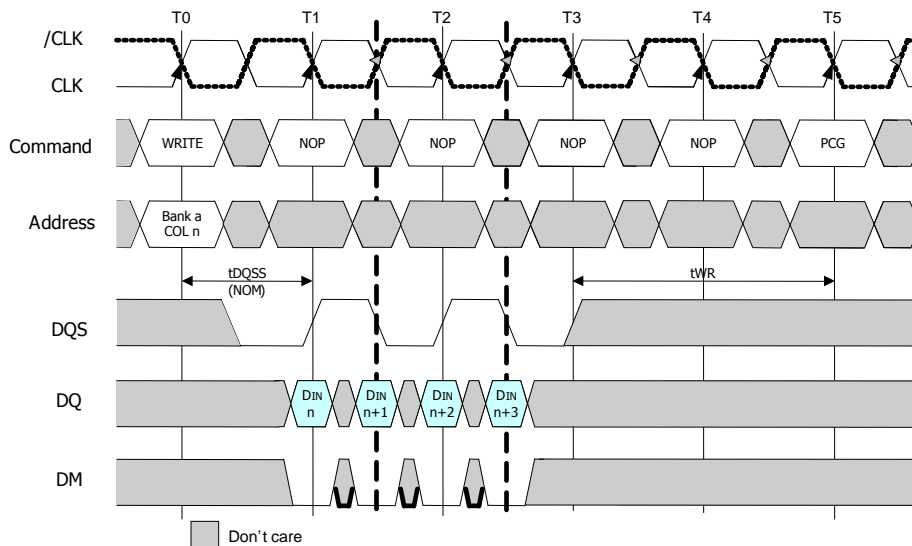 T0 T1 T2 T3 T4 T5
/CLK
CLK
Command WRITE NOP NOP NOP NOP PCG
Address Bank a
COL n
tDQSS
(NOM)
tWR
DQS
DQ DIN
n DIN
n+1 DIN
n+2 DIN
n+3
DM
Don't care